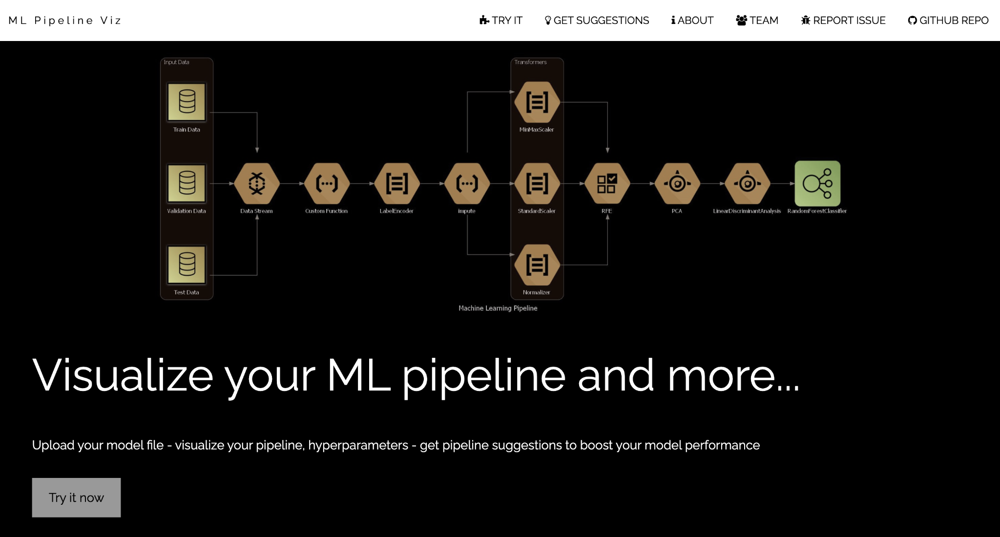 ML Pipeline Viz
TRY IT
GET SUGGESTIONS
ABOUT
TEAM
REPORT ISSUE
GITHUB REPO
Input Data
Transformers
Train Data
MinMaxScaler
Validation Data
Data Stream
Custom Function
LabelEncoder
impute
StandardScaler
RFE
PCA
LinearDiscriminantAnalysis
RandomForestClassifier
Test Data
Normalizer
Machine Learning Pipeline
Visualize your ML pipeline and more...
Upload your model file - visualize your pipeline, hyperparameters - get pipeline suggestions to boost your model performance
Try it now